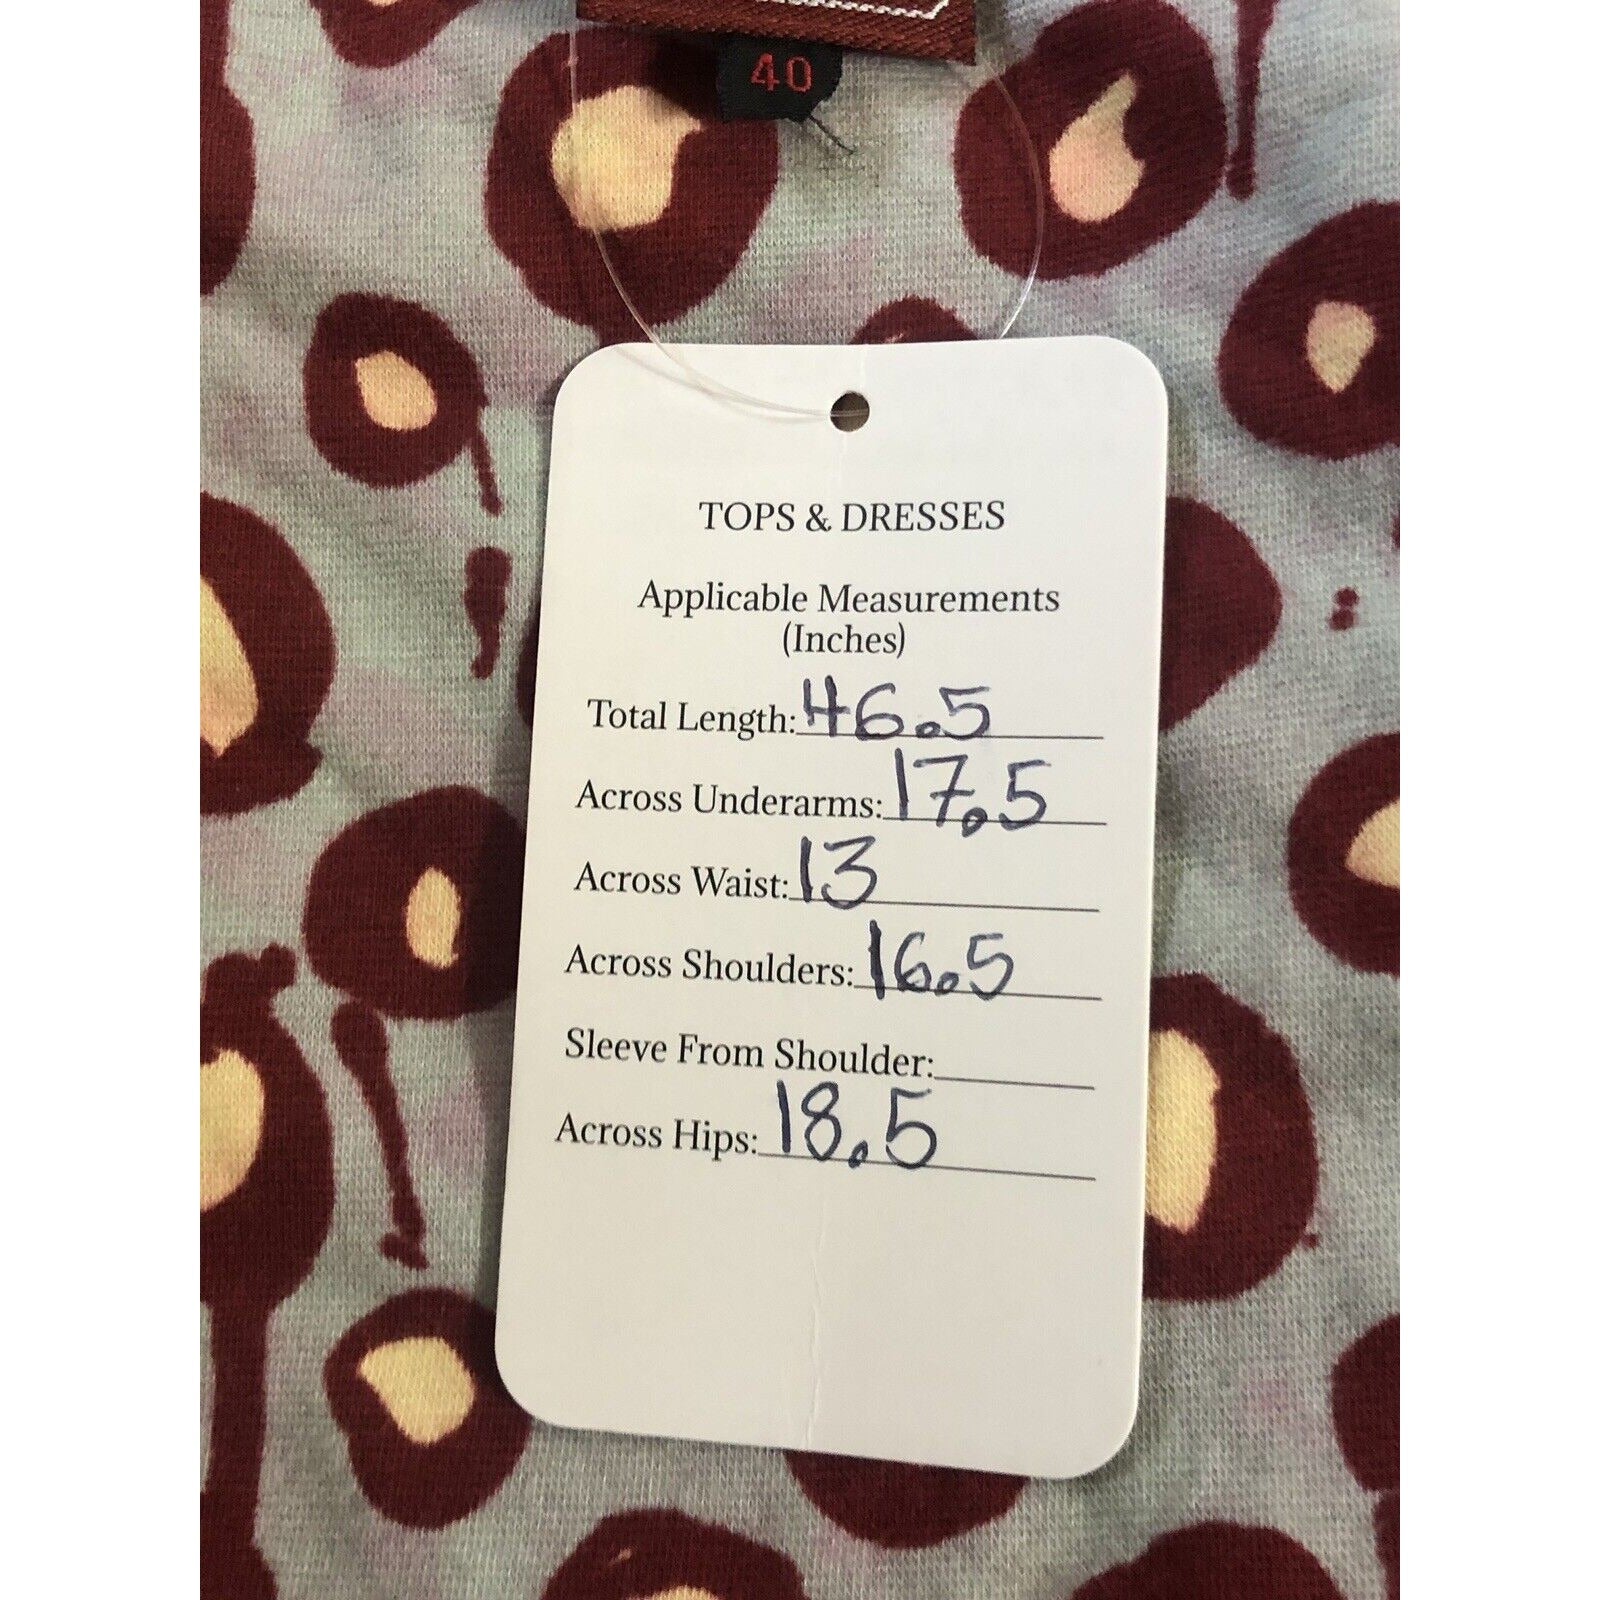 40
TOPS & DRESSES
Applicable Measurements
(Inches)
Total Length: 46.5
Across Underarms: 17.5
Across Waist: 13
Across Shoulders: 16.5
Sleeve From Shoulder:
Across Hips: 18.5